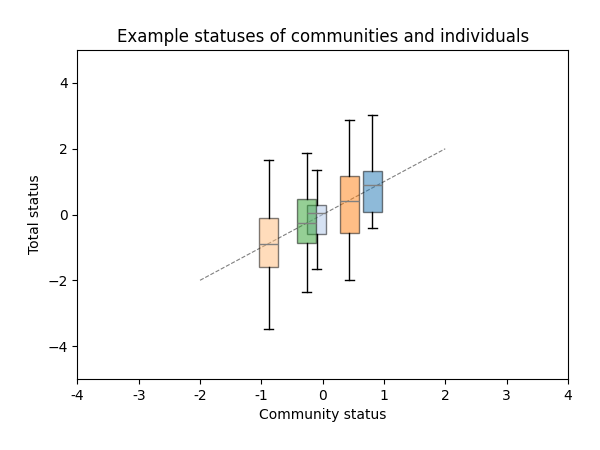 Example statuses of communities and individuals
Total status
4
2
0
−2
−4
-4 -3 -2 -1 0 1 2 3 4
Community status